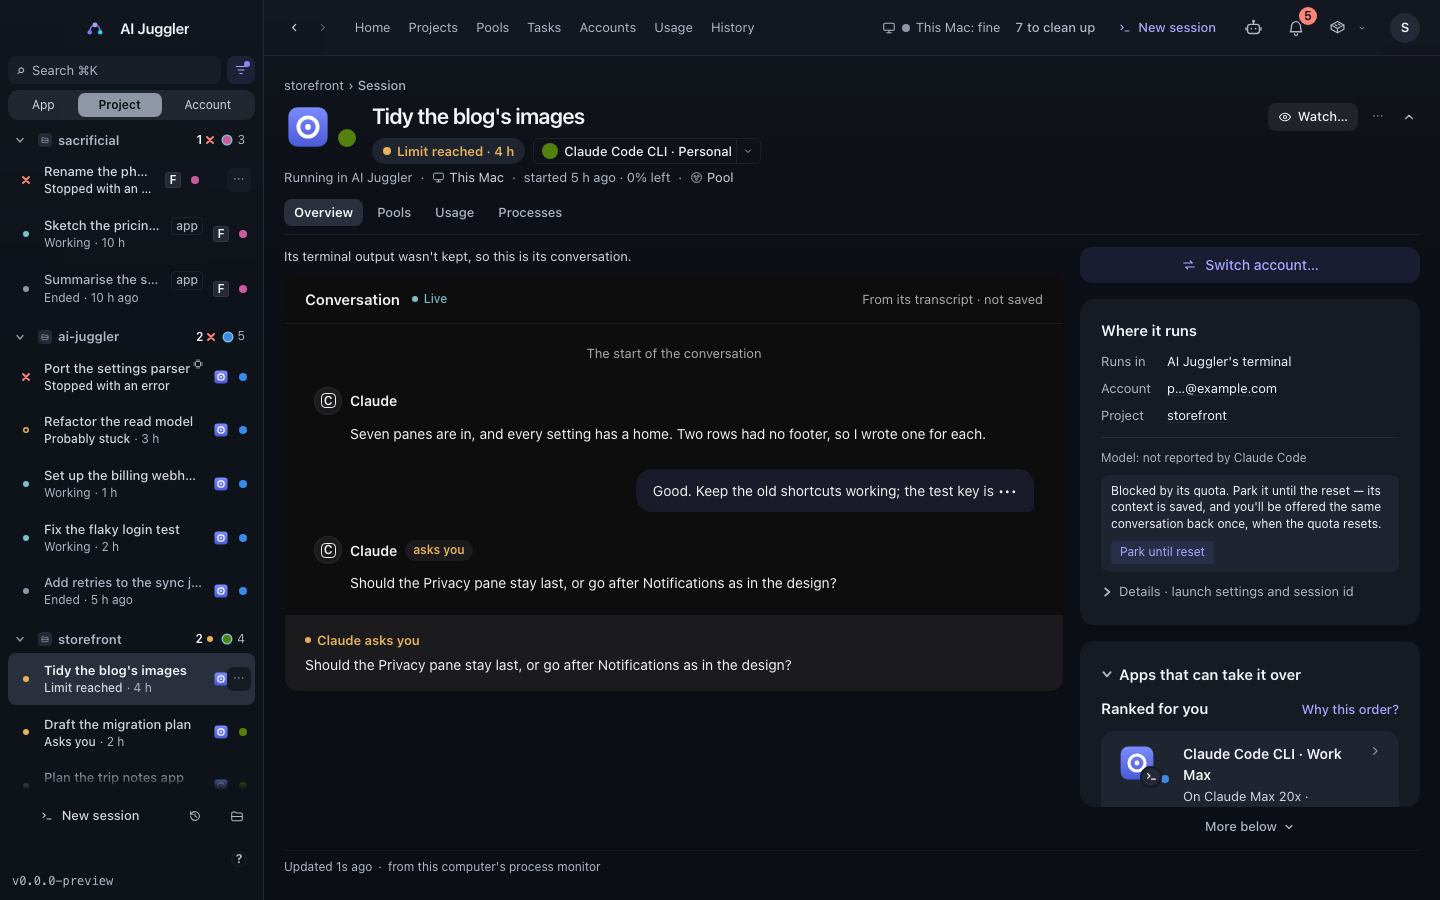 AI Juggler
Search ⌘K
App Project Account
sacrificial 1 3
Rename the ph... F
Stopped with an ...
Sketch the pricin... app F
Working · 10 h
Summarise the s... app F
Ended · 10 h ago
ai-juggler 2 5
Port the settings parser
Stopped with an error
Refactor the read model
Probably stuck · 3 h
Set up the billing webh...
Working · 1 h
Fix the flaky login test
Working · 2 h
Add retries to the sync j...
Ended · 5 h ago
storefront 2 4
Tidy the blog's images
Limit reached · 4 h
Draft the migration plan
Asks you · 2 h
Plan the trip notes app
New session
?
v0.0.0-preview
Home Projects Pools Tasks Accounts Usage History
This Mac: fine 7 to clean up New session 5 S
storefront › Session
Tidy the blog's images
Watch...
Limit reached · 4 h Claude Code CLI · Personal
Running in AI Juggler · This Mac · started 5 h ago · 0% left · Pool
Overview Pools Usage Processes
Its terminal output wasn't kept, so this is its conversation.
Conversation Live From its transcript · not saved
The start of the conversation
C Claude
Seven panes are in, and every setting has a home. Two rows had no footer, so I wrote one for each.
Good. Keep the old shortcuts working; the test key is •••
C Claude asks you
Should the Privacy pane stay last, or go after Notifications as in the design?
Claude asks you
Should the Privacy pane stay last, or go after Notifications as in the design?
Switch account...
Where it runs
Runs in AI Juggler's terminal
Account p...@example.com
Project storefront
Model: not reported by Claude Code
Blocked by its quota. Park it until the reset — its
context is saved, and you'll be offered the same
conversation back once, when the quota resets.
Park until reset
Details · launch settings and session id
Apps that can take it over
Ranked for you Why this order?
Claude Code CLI · Work
Max
On Claude Max 20x ·
More below
Updated 1s ago · from this computer's process monitor